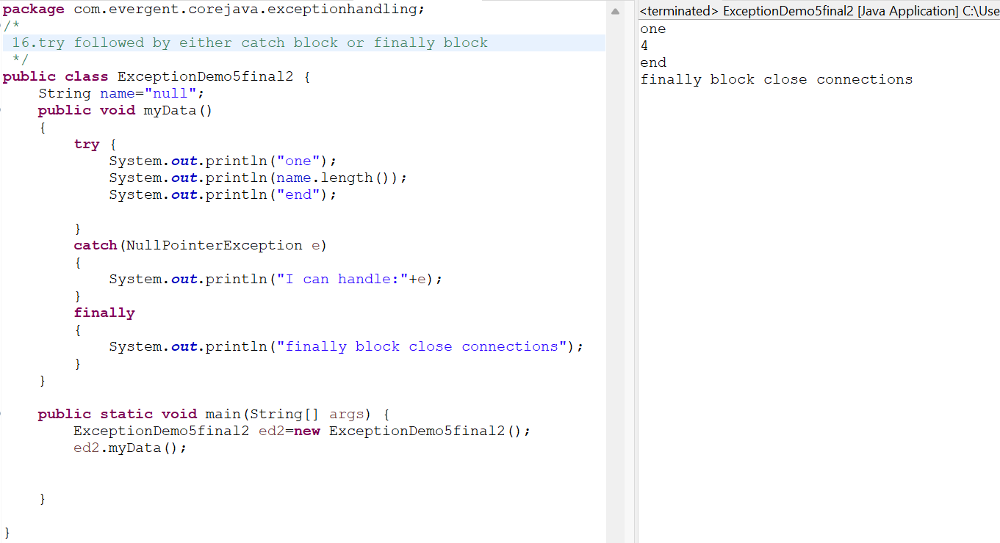 package com.evergent.corejava.exceptionhandling;
/*
 16.try followed by either catch block or finally block
 */
public class ExceptionDemo5final2 {
    String name="null";
    public void myData()
    {
        try {
            System.out.println("one");
            System.out.println(name.length());
            System.out.println("end");

        }
        catch(NullPointerException e)
        {
            System.out.println("I can handle:"+e);
        }
        finally
        {
            System.out.println("finally block close connections");
        }
    }

    public static void main(String[] args) {
        ExceptionDemo5final2 ed2=new ExceptionDemo5final2();
        ed2.myData();


    }

}
<terminated> ExceptionDemo5final2 [Java Application] C:\Use
one
4
end
finally block close connections